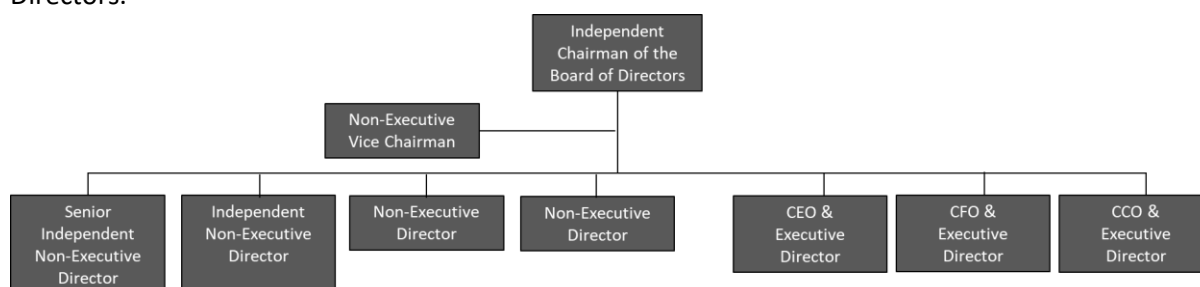 Directors.
Independent
Chairman of the
Board of Directors
Non-Executive
Vice Chairman
Senior
Independent
Non-Executive
Director
Independent
Non-Executive
Director
Non-Executive
Director
Non-Executive
Director
CEO &
Executive
Director
CFO &
Executive
Director
CCO &
Executive
Director